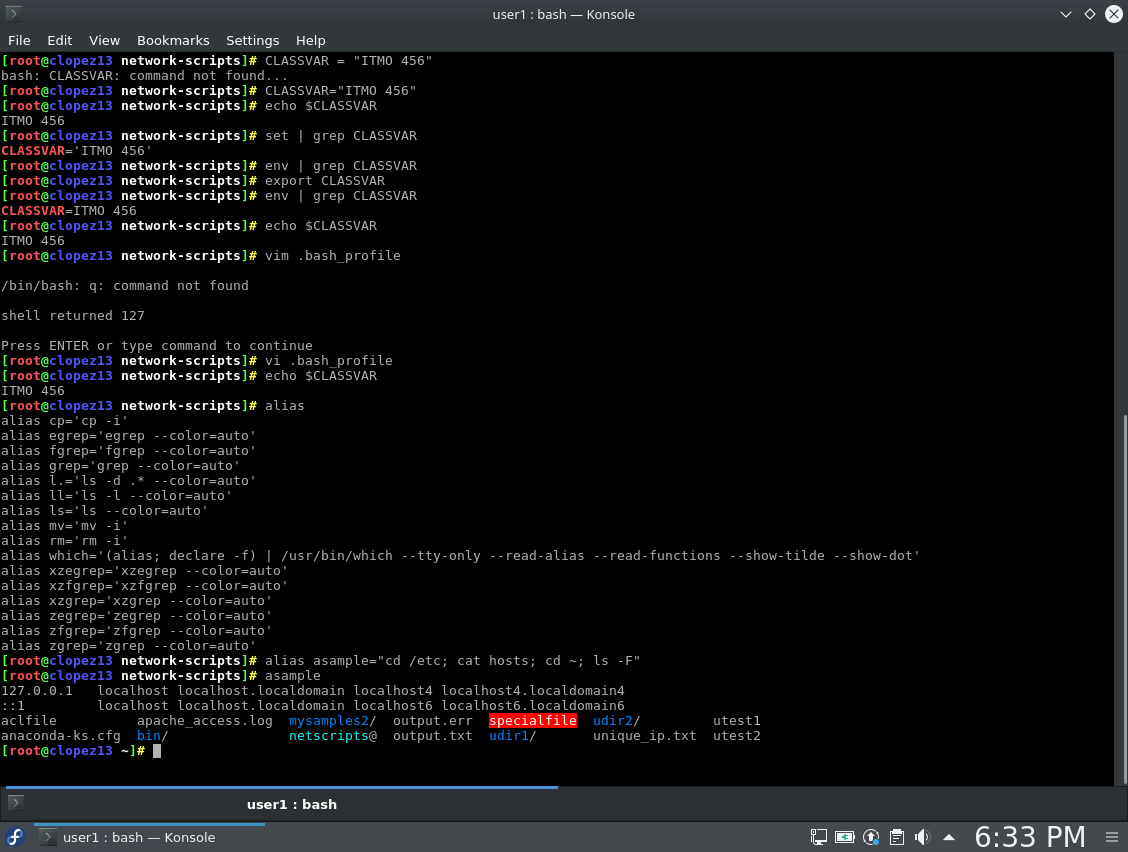 user1 : bash — Konsole
File Edit View Bookmarks Settings Help
[root@clopez13 network-scripts]# CLASSVAR = "ITMO 456"
bash: CLASSVAR: command not found...
[root@clopez13 network-scripts]# CLASSVAR="ITMO 456"
[root@clopez13 network-scripts]# echo $CLASSVAR
ITMO 456
[root@clopez13 network-scripts]# set | grep CLASSVAR
CLASSVAR='ITMO 456'
[root@clopez13 network-scripts]# env | grep CLASSVAR
[root@clopez13 network-scripts]# export CLASSVAR
[root@clopez13 network-scripts]# env | grep CLASSVAR
CLASSVAR=ITMO 456
[root@clopez13 network-scripts]# echo $CLASSVAR
ITMO 456
[root@clopez13 network-scripts]# vim .bash_profile
/bin/bash: q: command not found
shell returned 127
Press ENTER or type command to continue
[root@clopez13 network-scripts]# vi .bash_profile
[root@clopez13 network-scripts]# echo $CLASSVAR
ITMO 456
[root@clopez13 network-scripts]# alias
alias cp='cp -i'
alias egrep='egrep --color=auto'
alias fgrep='fgrep --color=auto'
alias grep='grep --color=auto'
alias l.='ls -d .* --color=auto'
alias ll='ls -l --color=auto'
alias ls='ls --color=auto'
alias mv='mv -i'
alias rm='rm -i'
alias which='(alias; declare -f) | /usr/bin/which --tty-only --read-alias --read-functions --show-tilde --show-dot'
alias xzegrep='xzegrep --color=auto'
alias xzfgrep='xzfgrep --color=auto'
alias xzgrep='xzgrep --color=auto'
alias zegrep='zegrep --color=auto'
alias zfgrep='zfgrep --color=auto'
alias zgrep='zgrep --color=auto'
[root@clopez13 network-scripts]# alias asample="cd /etc; cat hosts; cd ~; ls -F"
[root@clopez13 network-scripts]# asample
127.0.0.1   localhost localhost.localdomain localhost4 localhost4.localdomain4
::1         localhost localhost.localdomain localhost6 localhost6.localdomain6
aclfile          apache_access.log  mysamples2/  output.err  specialfile  udir2/         utest1
anaconda-ks.cfg  bin/               netscripts@  output.txt  udir1/       unique_ip.txt  utest2
[root@clopez13 ~]#
user1 : bash
user1 : bash — Konsole
6:33 PM